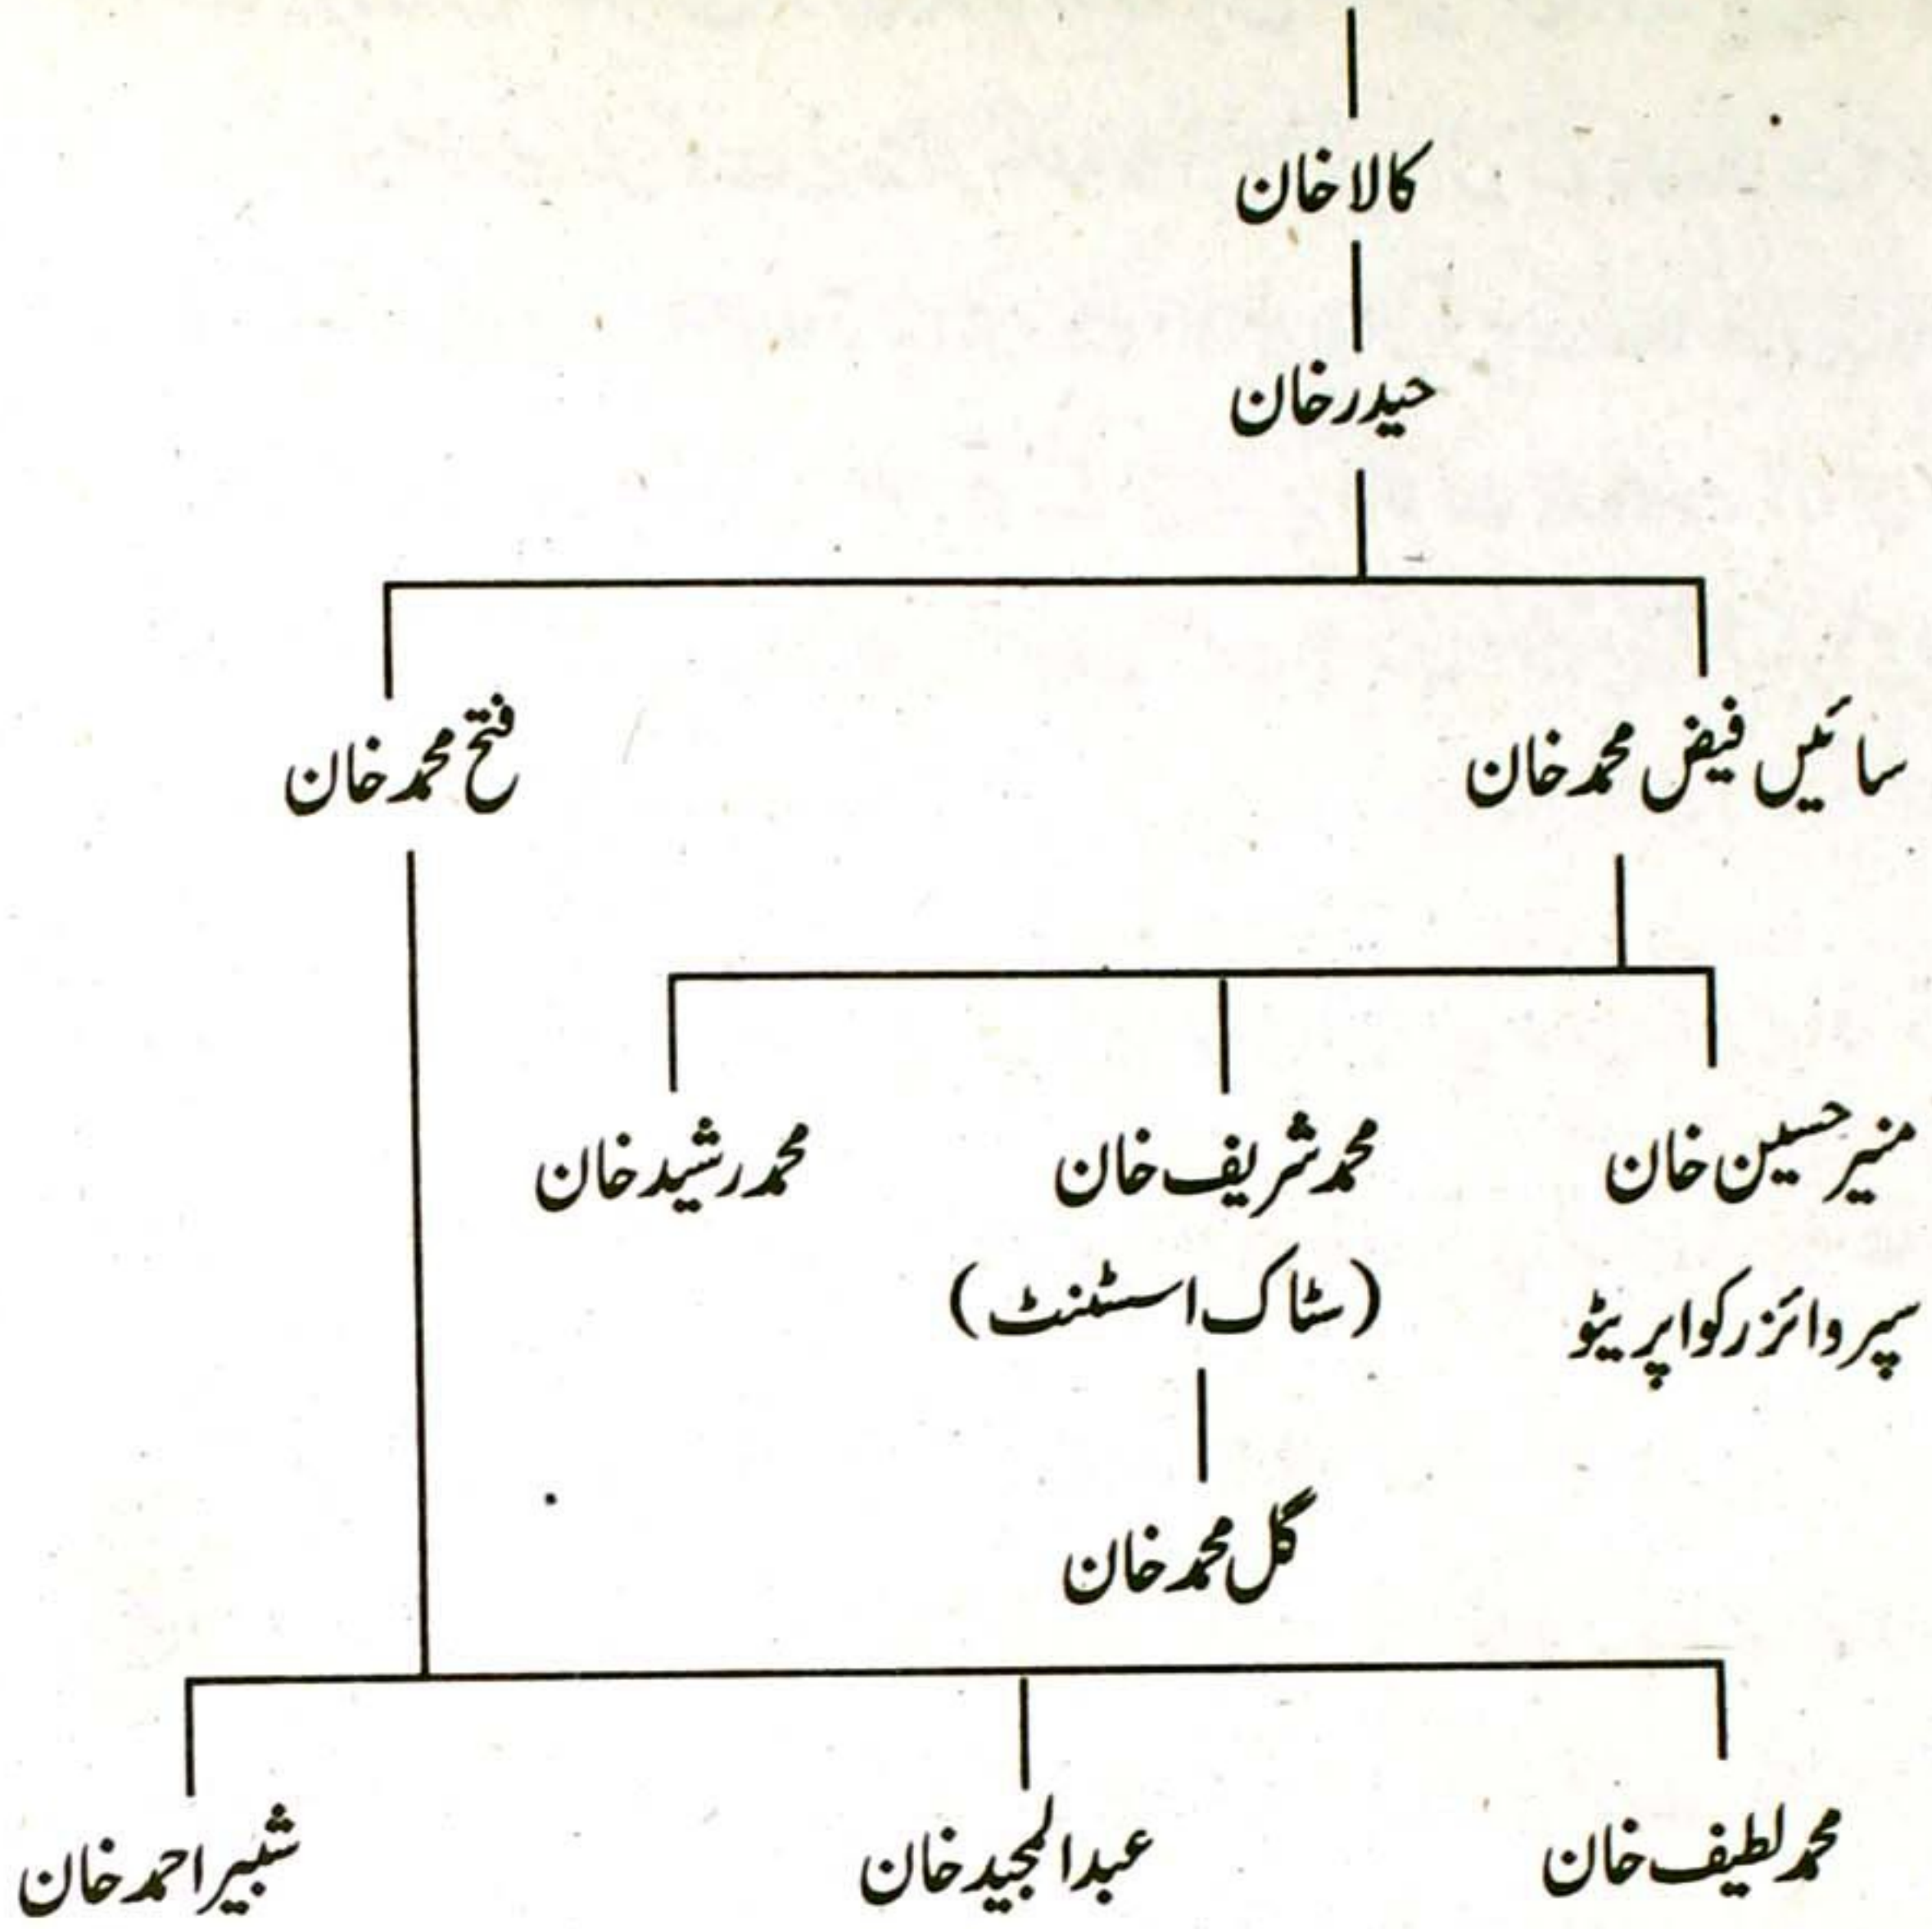 کالا خان
حیدر خان
سائیں فیض محمد خان
فتح محمد خان
منیر حسین خان
محمد شریف خان
محمد رشید خان
سپروائزر کواپریٹو
(سٹاک اسسٹنٹ)
گل محمد خان
محمد لطیف خان
عبدالمجید خان
شبیر احمد خان